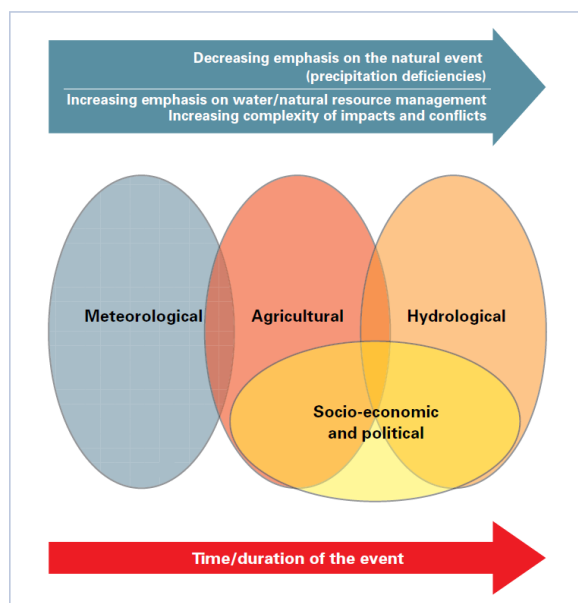 Decreasing emphasis on the natural event
(precipitation deficiencies)
Increasing emphasis on water/natural resource management
Increasing complexity of impacts and conflicts
Meteorological
Agricultural
Hydrological
Socio-economic
and political
Time/duration of the event